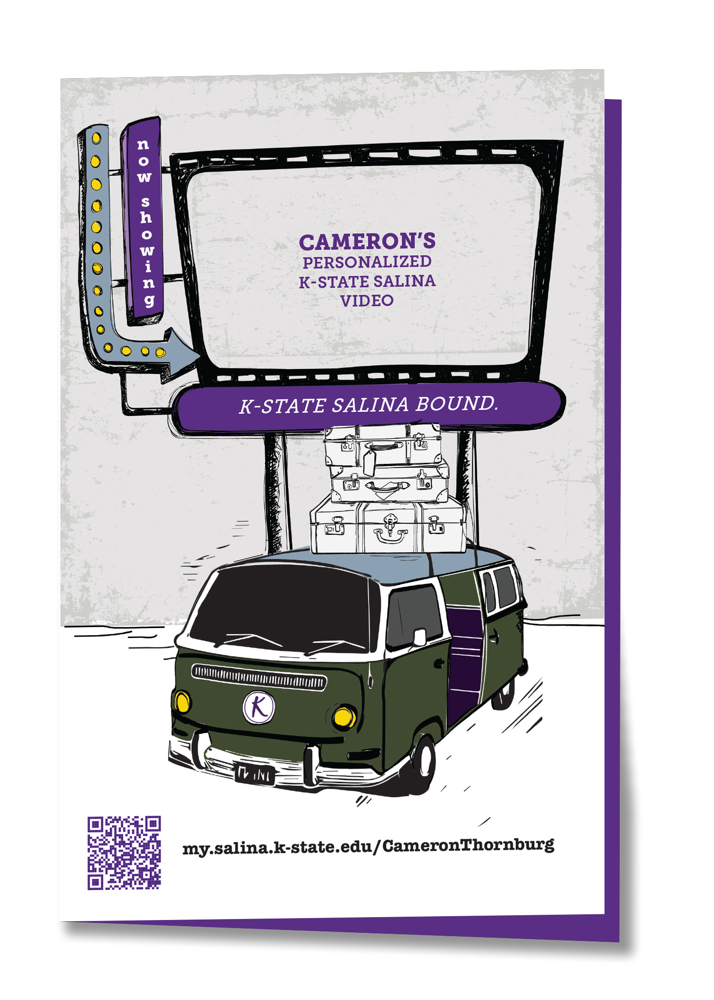 now showing
CAMERON'S
PERSONALIZED
K-STATE SALINA
VIDEO
K-STATE SALINA BOUND.
K
my.salina.k-state.edu/CameronThornburg